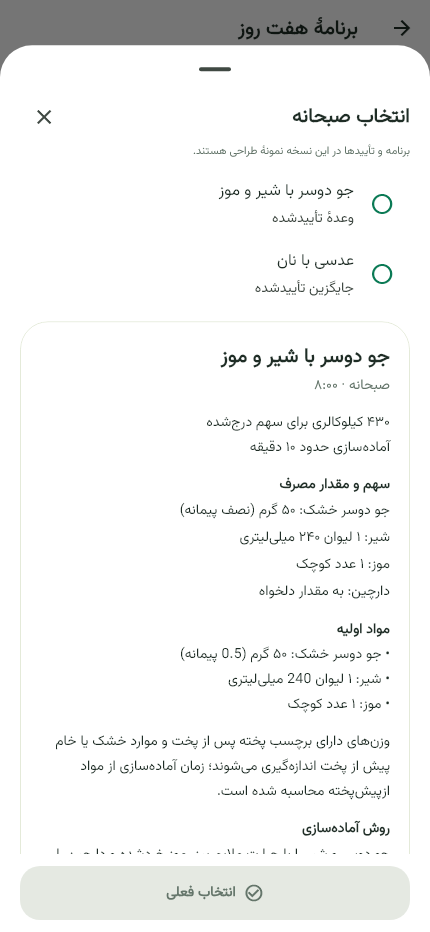 برنامهٔ هفت روز
انتخاب صبحانه
برنامه و تأییدها در این نسخه نمونهٔ طراحی هستند.
جو دوسر با شیر و موز
وعدهٔ تأییدشده
عدسی با نان
جایگزین تأییدشده
جو دوسر با شیر و موز
صبحانه · ۸:۰۰
۴۳۰ کیلوکالری برای سهم درج‌شده
آماده‌سازی حدود ۱۰ دقیقه
سهم و مقدار مصرف
جو دوسر خشک: ۵۰ گرم (نصف پیمانه)
شیر: ۱ لیوان ۲۴۰ میلی‌لیتری
موز: ۱ عدد کوچک
دارچین: به مقدار دلخواه
مواد اولیه
• جو دوسر خشک: ۵۰ گرم (0.5 پیمانه)
• شیر: ۱ لیوان 240 میلی‌لیتری
• موز: ۱ عدد کوچک
وزن‌های دارای برچسب پخته پس از پخت و موارد خشک یا خام
پیش از پخت اندازه‌گیری می‌شوند؛ زمان آماده‌سازی از مواد
ازپیش‌پخته محاسبه شده است.
روش آماده‌سازی
انتخاب فعلی